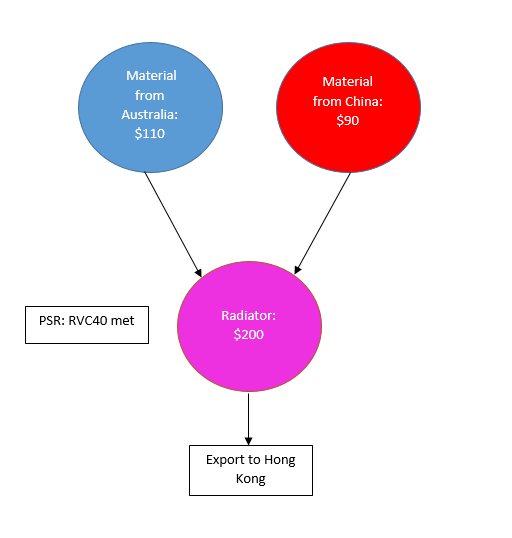 Material
from
Australia:
$110
Material
from China:
$90
Radiator:
$200
PSR: RVC40 met
Export to Hong
Kong